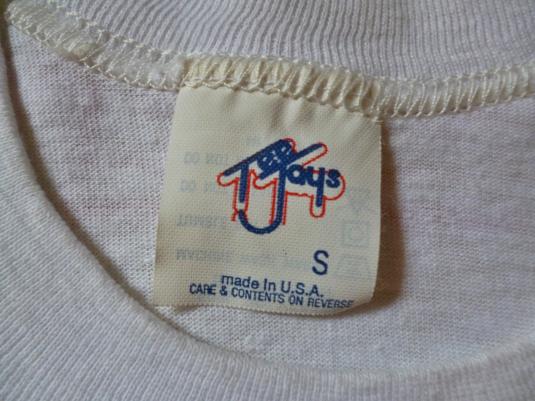 Tee Jays
S
made in U.S.A.
CARE & CONTENTS ON REVERSE